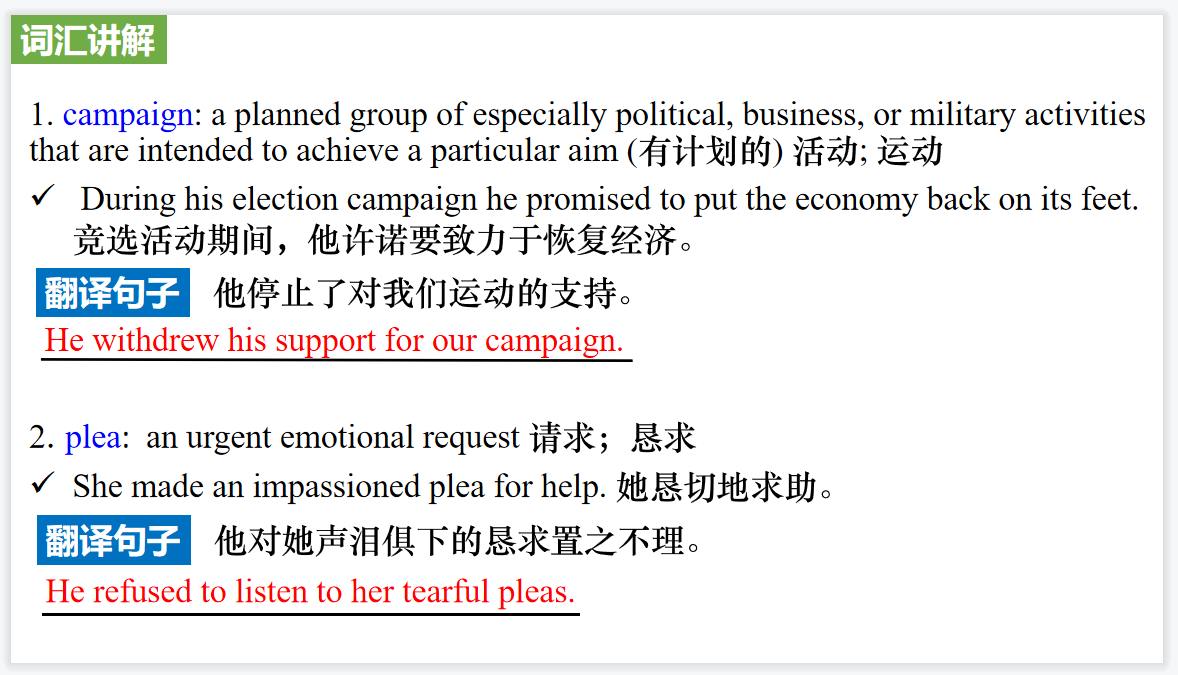 词汇讲解
1. campaign: a planned group of especially political, business, or military activities
that are intended to achieve a particular aim (有计划的) 活动; 运动
✓ During his election campaign he promised to put the economy back on its feet.
竞选活动期间，他许诺要致力于恢复经济。
翻译句子 他停止了对我们运动的支持。
He withdrew his support for our campaign.
2. plea: an urgent emotional request 请求；恳求
✓ She made an impassioned plea for help. 她恳切地求助。
翻译句子 他对她声泪俱下的恳求置之不理。
He refused to listen to her tearful pleas.